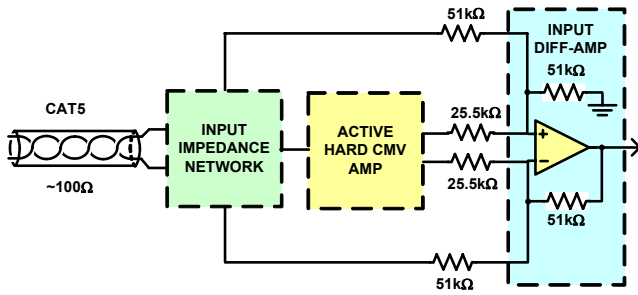 51kΩ
INPUT
DIFF-AMP
51kΩ
CAT5
INPUT
IMPEDANCE
NETWORK
ACTIVE
HARD CMV
AMP
25.5kΩ
25.5kΩ
+
−
~100Ω
51kΩ
51kΩ